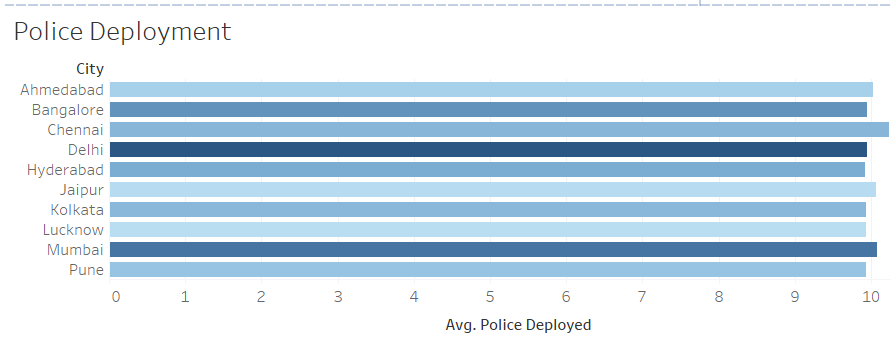 Police Deployment
City
Ahmedabad
Bangalore
Chennai
Delhi
Hyderabad
Jaipur
Kolkata
Lucknow
Mumbai
Pune
0 1 2 3 4 5 6 7 8 9 10
Avg. Police Deployed